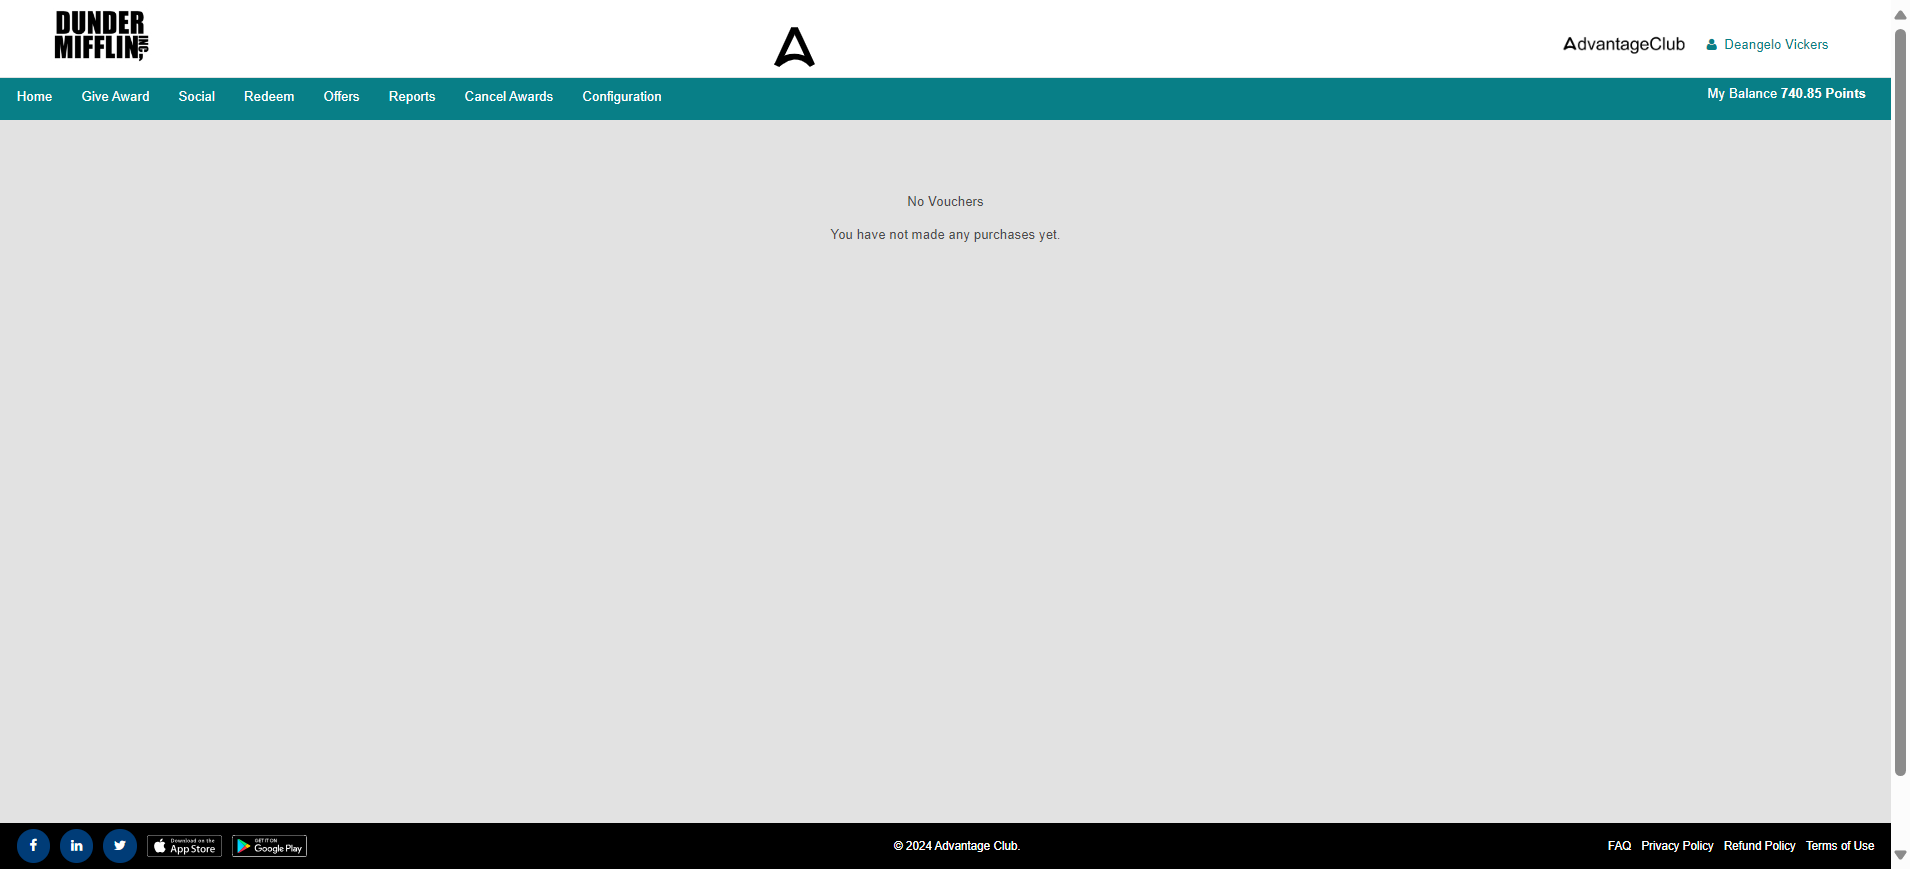 DUNDER
MIFFLIN INC,
AdvantageClub
Deangelo Vickers
Home Give Award Social Redeem Offers Reports Cancel Awards Configuration
My Balance 740.85 Points
No Vouchers
You have not made any purchases yet.
Download on the
App Store
GET IT ON
Google Play
© 2024 Advantage Club.
FAQ Privacy Policy Refund Policy Terms of Use